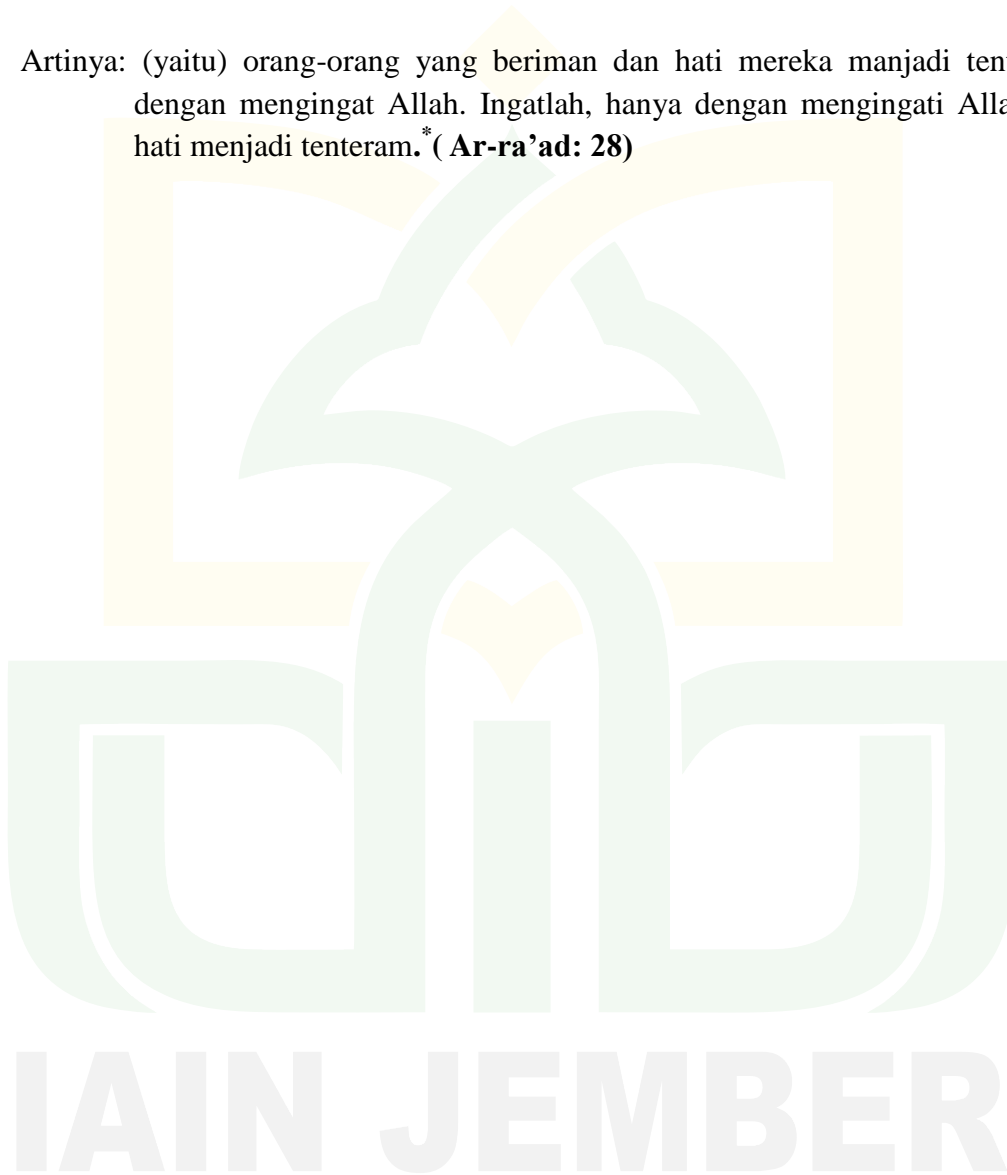 Artinya: (yaitu) orang-orang yang beriman dan hati mereka manjadi
dengan mengingat Allah. Ingatlah, hanya dengan mengingati
hati menjadi tenteram.*( Ar-ra’ad: 28)
IAIN JEMBER